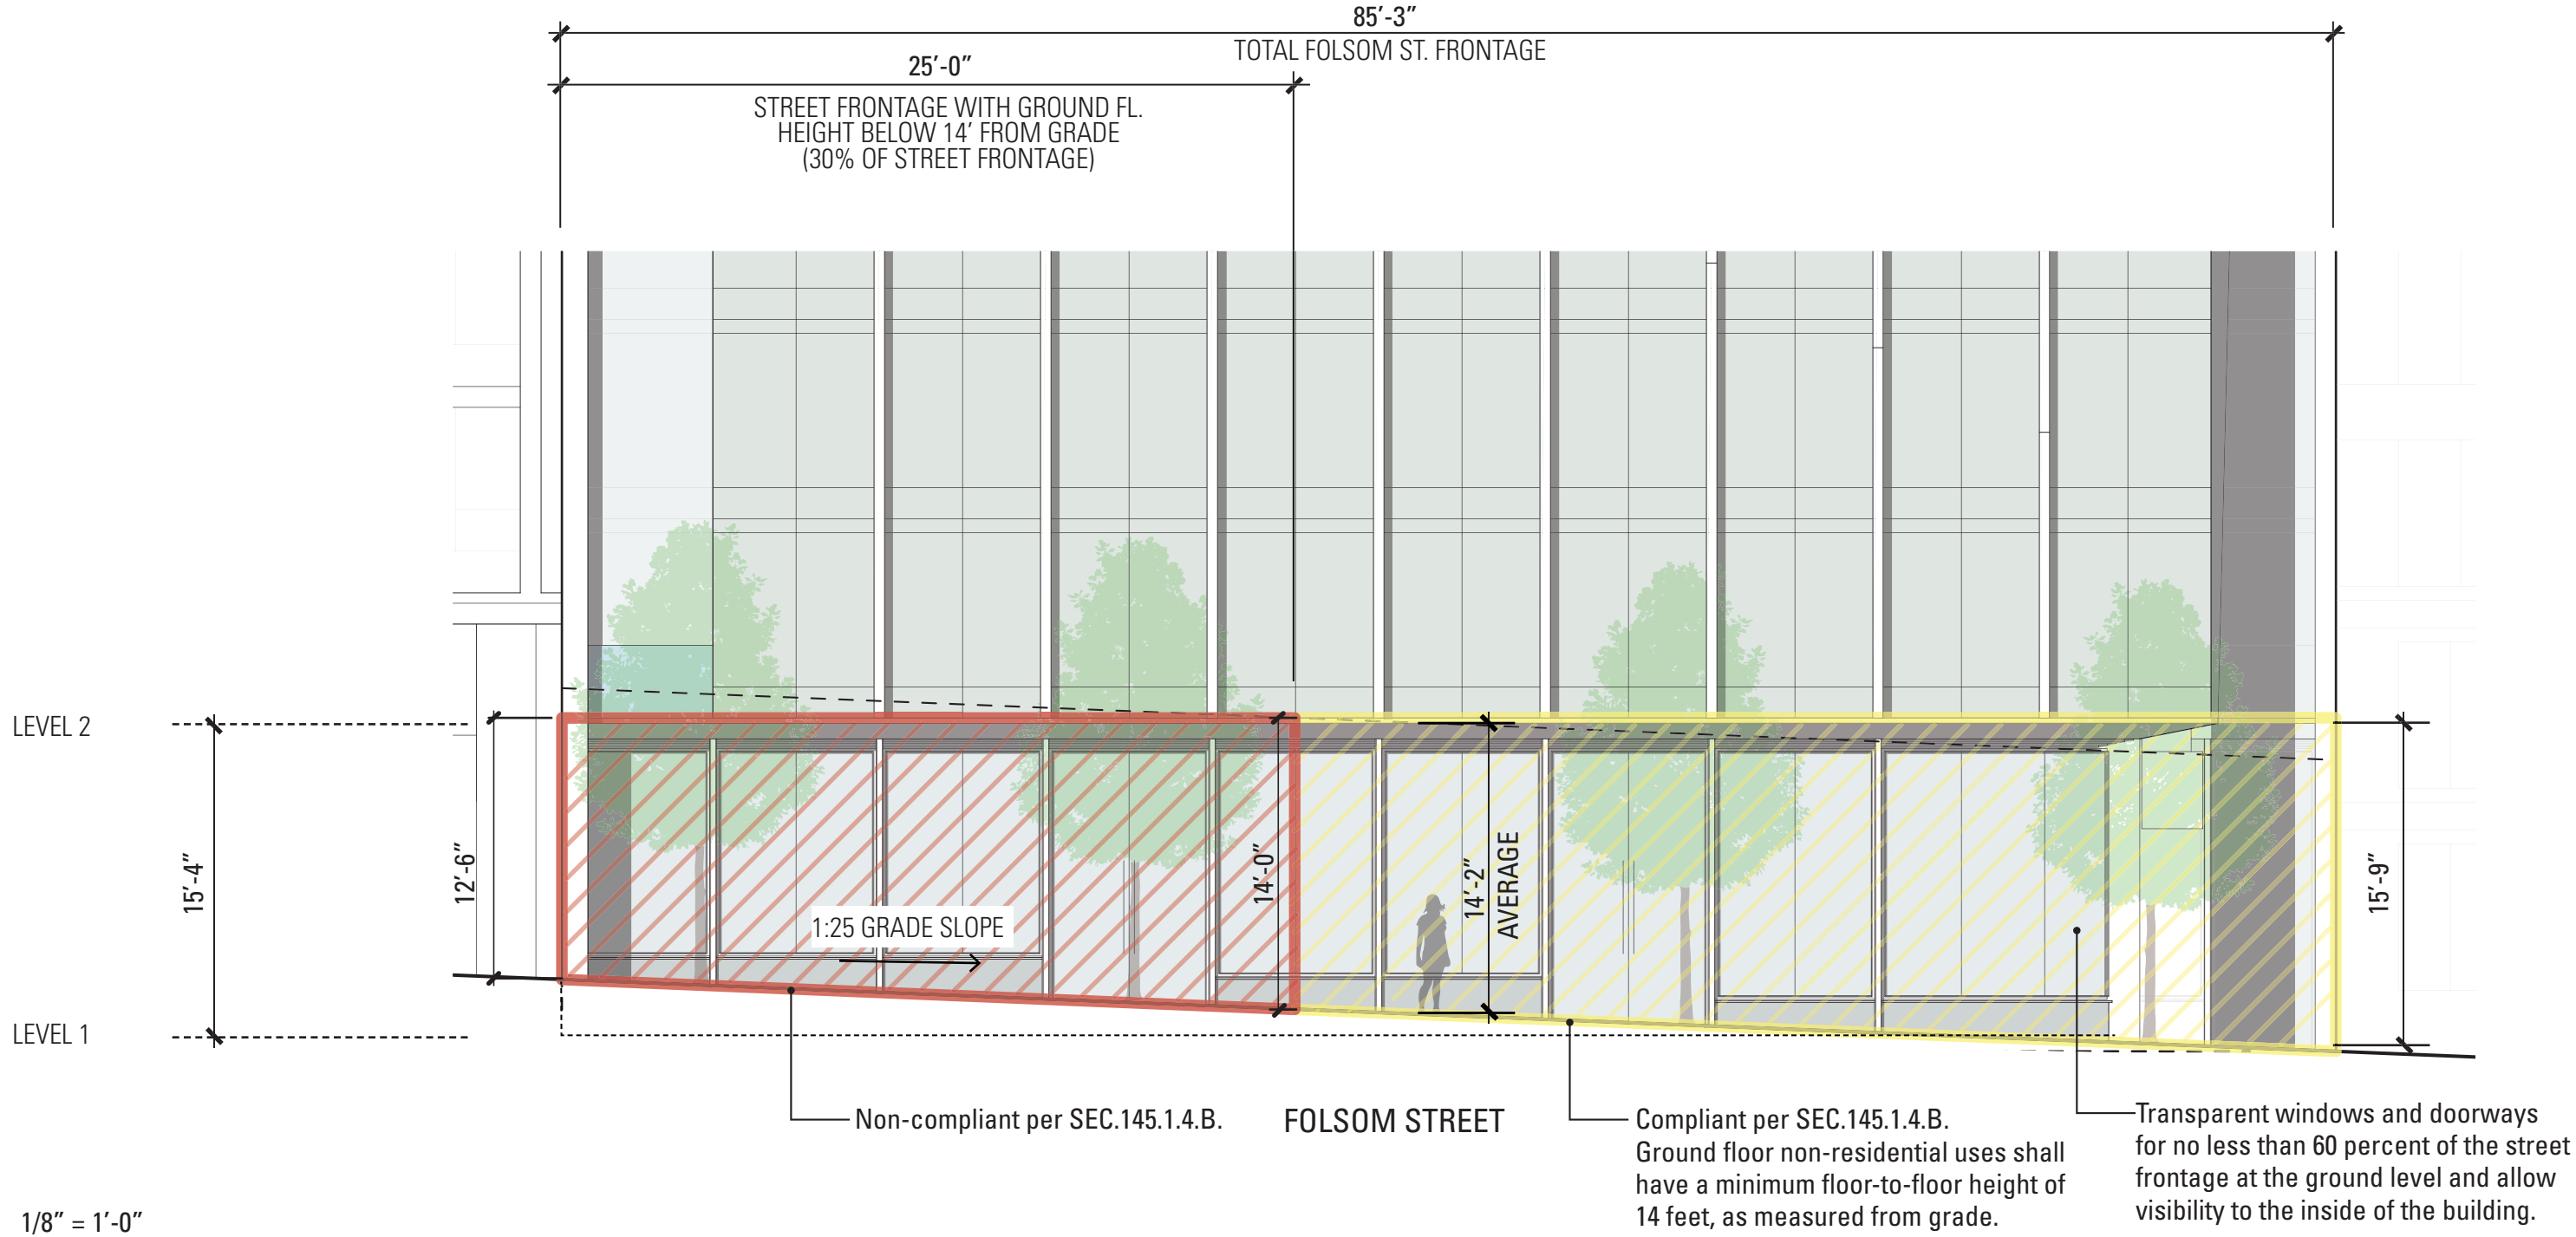 85′-3″
TOTAL FOLSOM ST. FRONTAGE
25′-0″
STREET FRONTAGE WITH GROUND FL.
HEIGHT BELOW 14′ FROM GRADE
(30% OF STREET FRONTAGE)
LEVEL 2
LEVEL 1
15′-4″
12′-6″
1:25 GRADE SLOPE
14′-0″
14′-2″
AVERAGE
15′-9″
Non-compliant per SEC.145.1.4.B.
FOLSOM STREET
Compliant per SEC.145.1.4.B.
Ground floor non-residential uses shall
have a minimum floor-to-floor height of
14 feet, as measured from grade.
Transparent windows and doorways
for no less than 60 percent of the street
frontage at the ground level and allow
visibility to the inside of the building.
1/8″ = 1′-0″